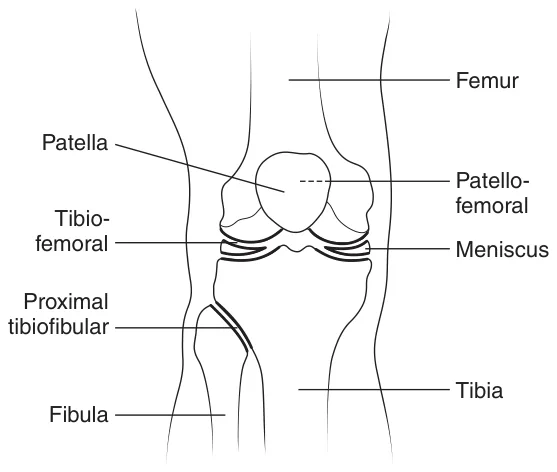 Femur
Patella
Patello-
femoral
Tibio-
femoral
Meniscus
Proximal
tibiofibular
Tibia
Fibula